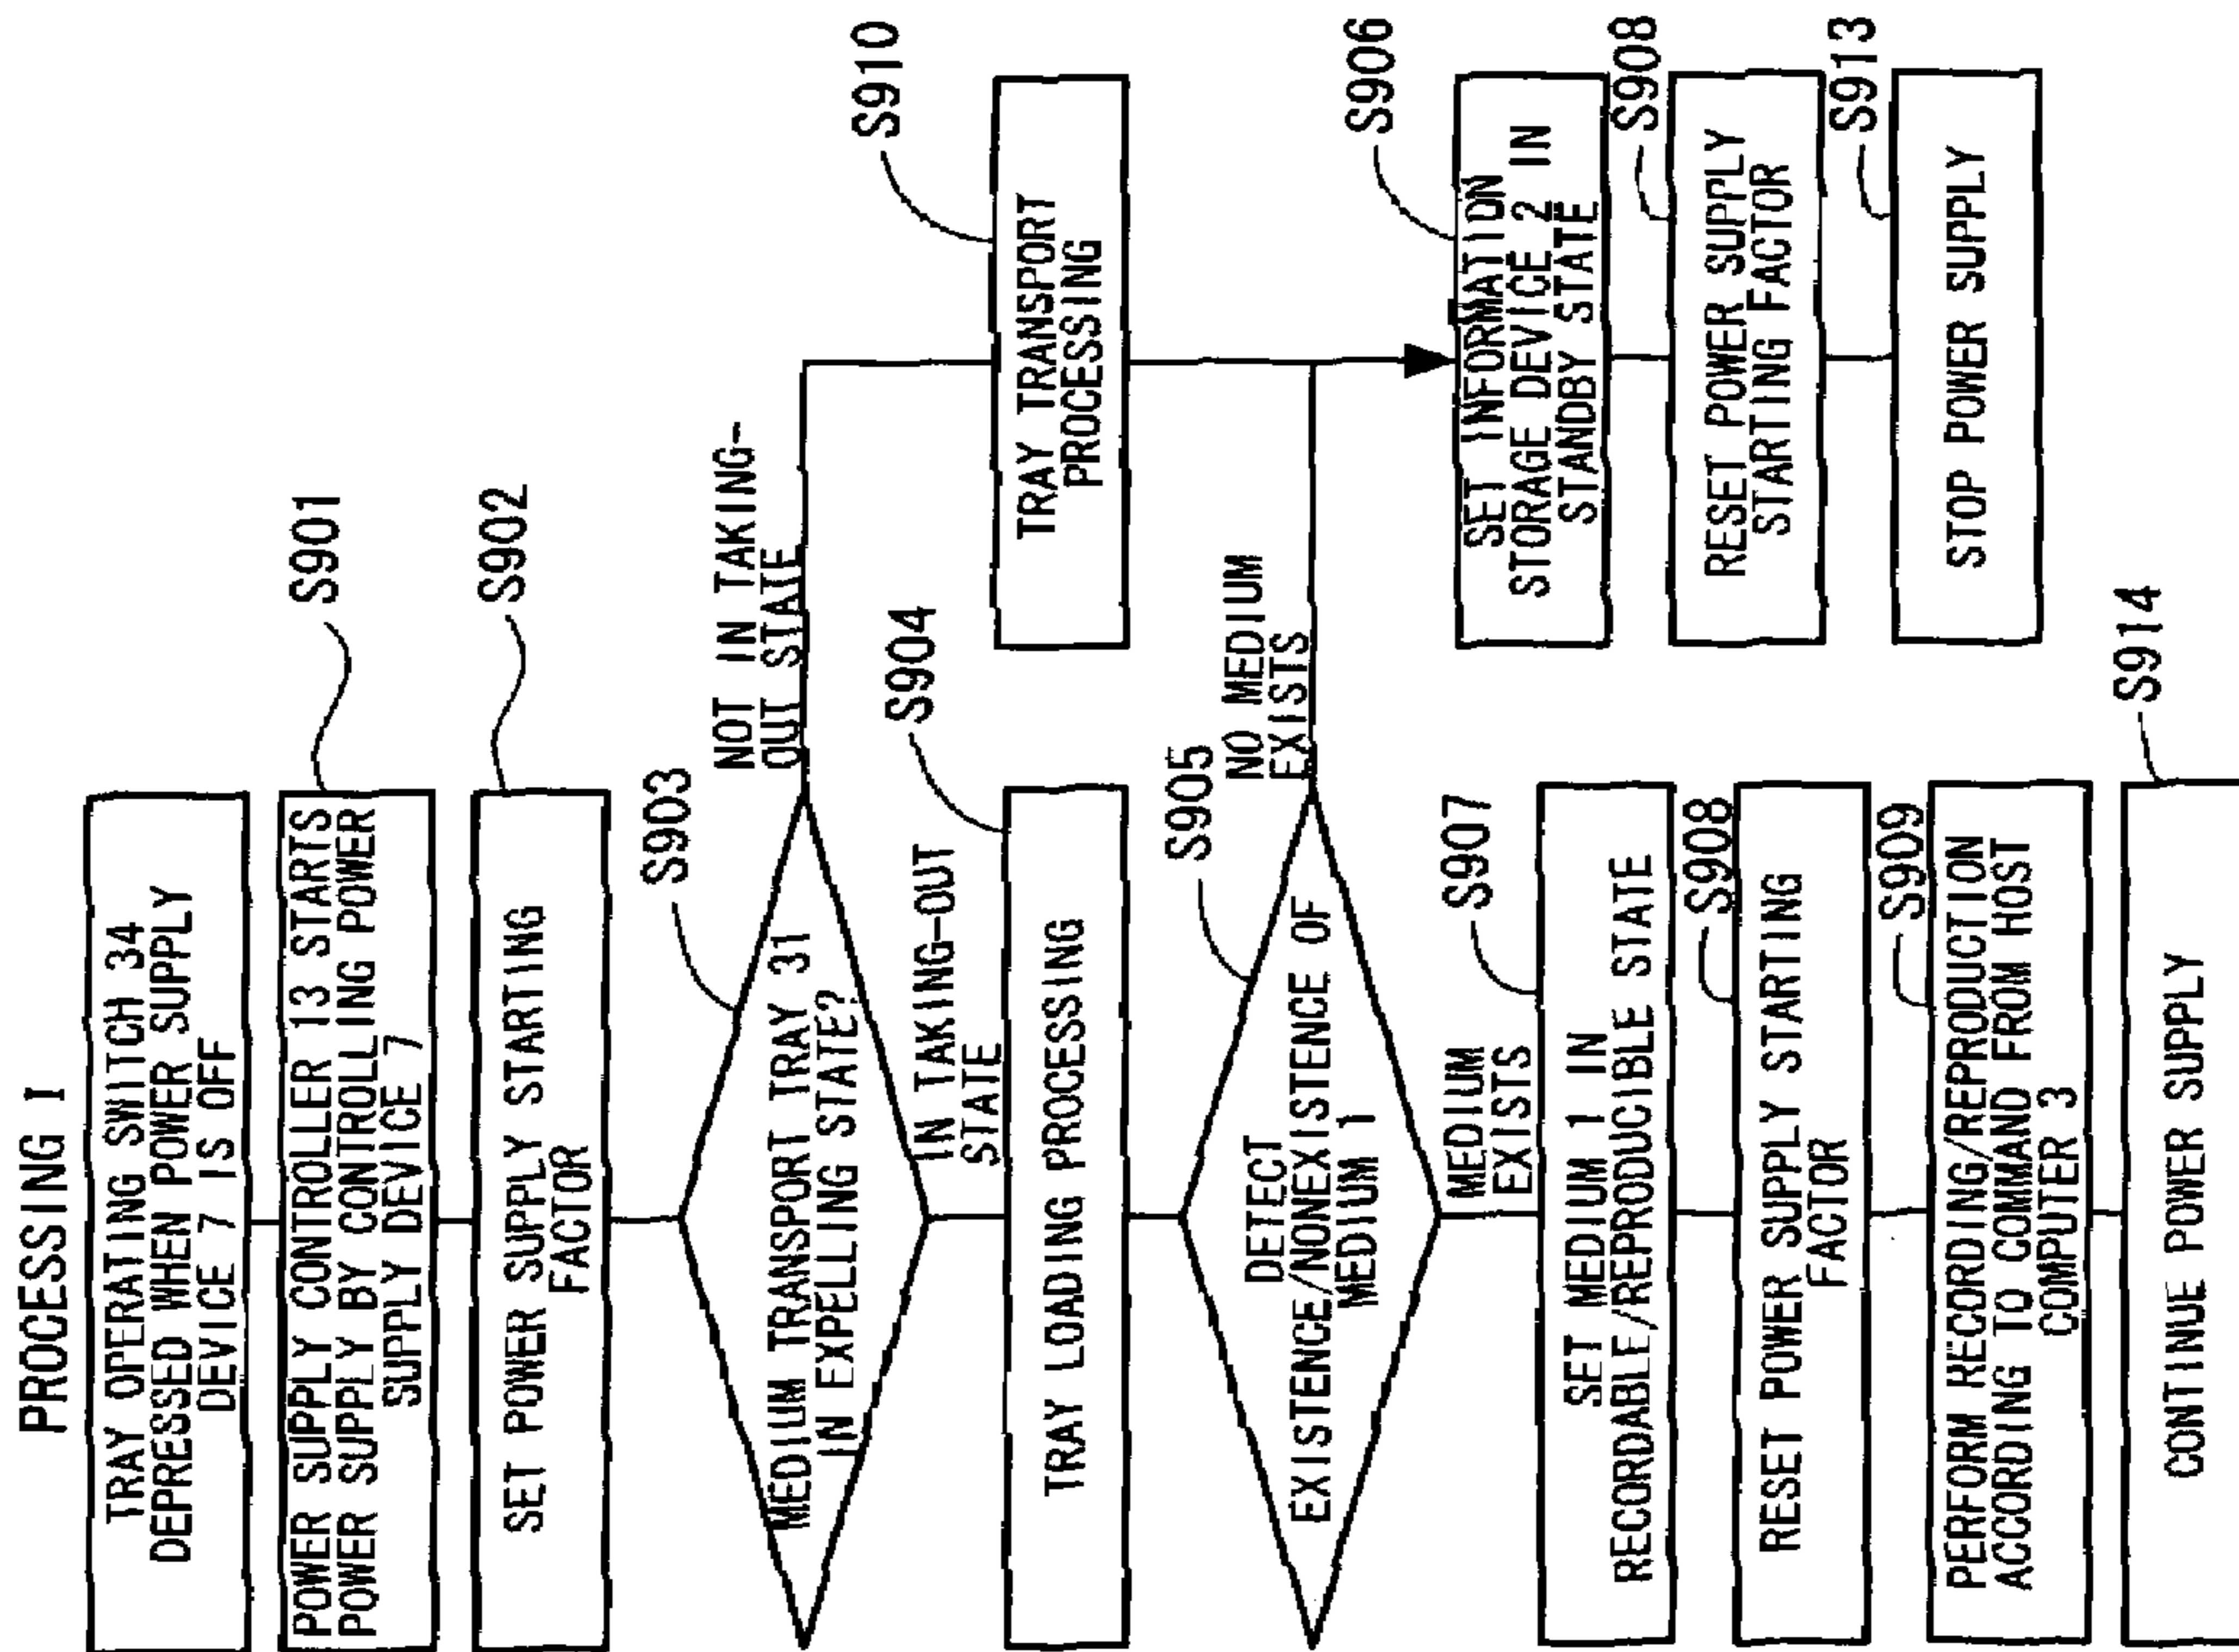 PROCESSING I
TRAY OPERATING SWITCH 34
DEPRESSED WHEN POWER SUPPLY
DEVICE 7 IS OFF
S901
POWER SUPPLY CONTROLLER 13 STARTS
POWER SUPPLY BY CONTROLLING POWER
SUPPLY DEVICE 7
S902
SET POWER SUPPLY STARTING
FACTOR
S903
MEDIUM TRANSPORT TRAY 31
IN EXPELLING STATE?
NOT IN TAKING-
OUT STATE
IN TAKING-OUT
STATE
S904
TRAY LOADING PROCESSING
S910
TRAY TRANSPORT
PROCESSING
S905
DETECT
EXISTENCE/NONEXISTENCE OF
MEDIUM 1
NO MEDIUM
EXISTS
MEDIUM
EXISTS
S906
SET INFORMATION
STORAGE DEVICE 2 IN
STANDBY STATE
S907
SET MEDIUM 1 IN
RECORDABLE/REPRODUCIBLE STATE
S908
RESET POWER SUPPLY
STARTING FACTOR
S908
RESET POWER SUPPLY STARTING
FACTOR
S913
STOP POWER SUPPLY
S909
PERFORM RECORDING/REPRODUCTION
ACCORDING TO COMMAND FROM HOST
COMPUTER 3
S914
CONTINUE POWER SUPPLY